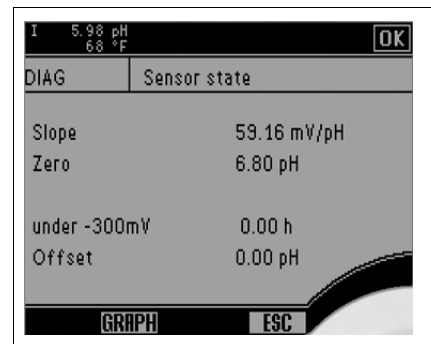 I 5.98 pH OK
68 °F
DIAG Sensor state
Slope 59.16 mV/pH
Zero 6.80 pH
under -300mV 0.00 h
Offset 0.00 pH
GRAPH ESC